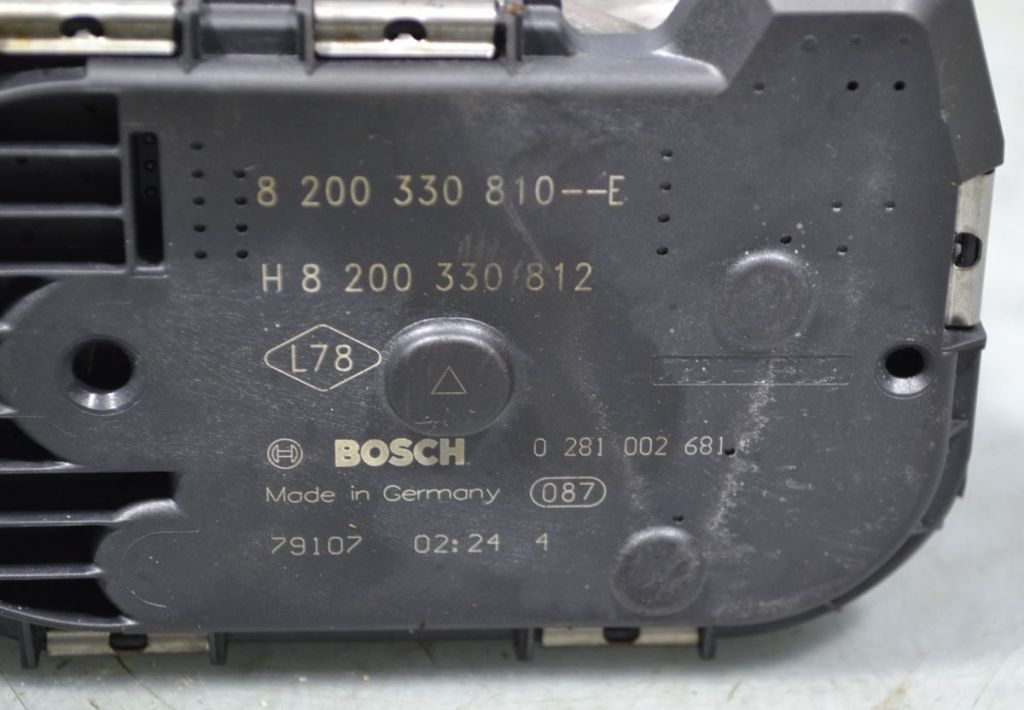 8 200 330 810--E
H 8 200 330 812
L78
BOSCH 0 281 002 681
Made in Germany 087
79107 02:24 4